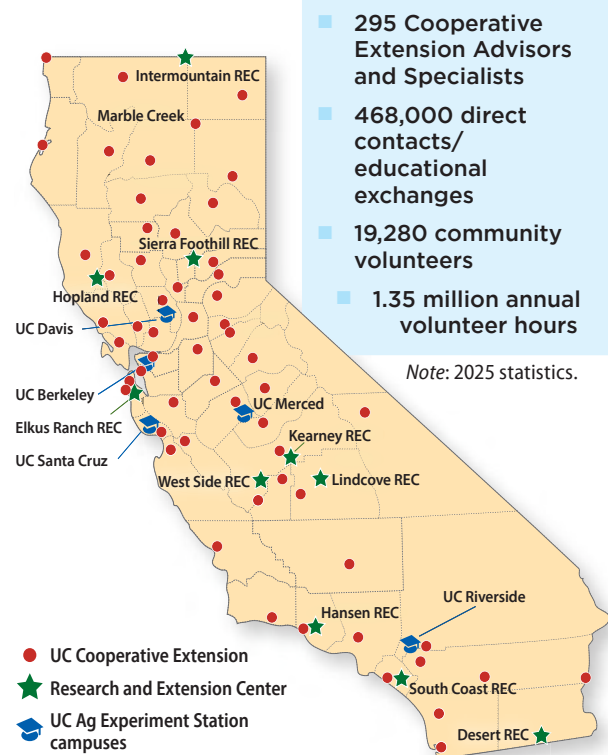 295 Cooperative
Extension Advisors
and Specialists
468,000 direct
contacts/
educational
exchanges
19,280 community
volunteers
1.35 million annual
volunteer hours
Note: 2025 statistics.
Intermountain REC
Marble Creek
Sierra Foothill REC
Hopland REC
UC Davis
UC Berkeley
Elkus Ranch REC
UC Santa Cruz
UC Merced
Kearney REC
West Side REC
Lindcove REC
Hansen REC
UC Riverside
South Coast REC
Desert REC
UC Cooperative Extension
Research and Extension Center
UC Ag Experiment Station
campuses